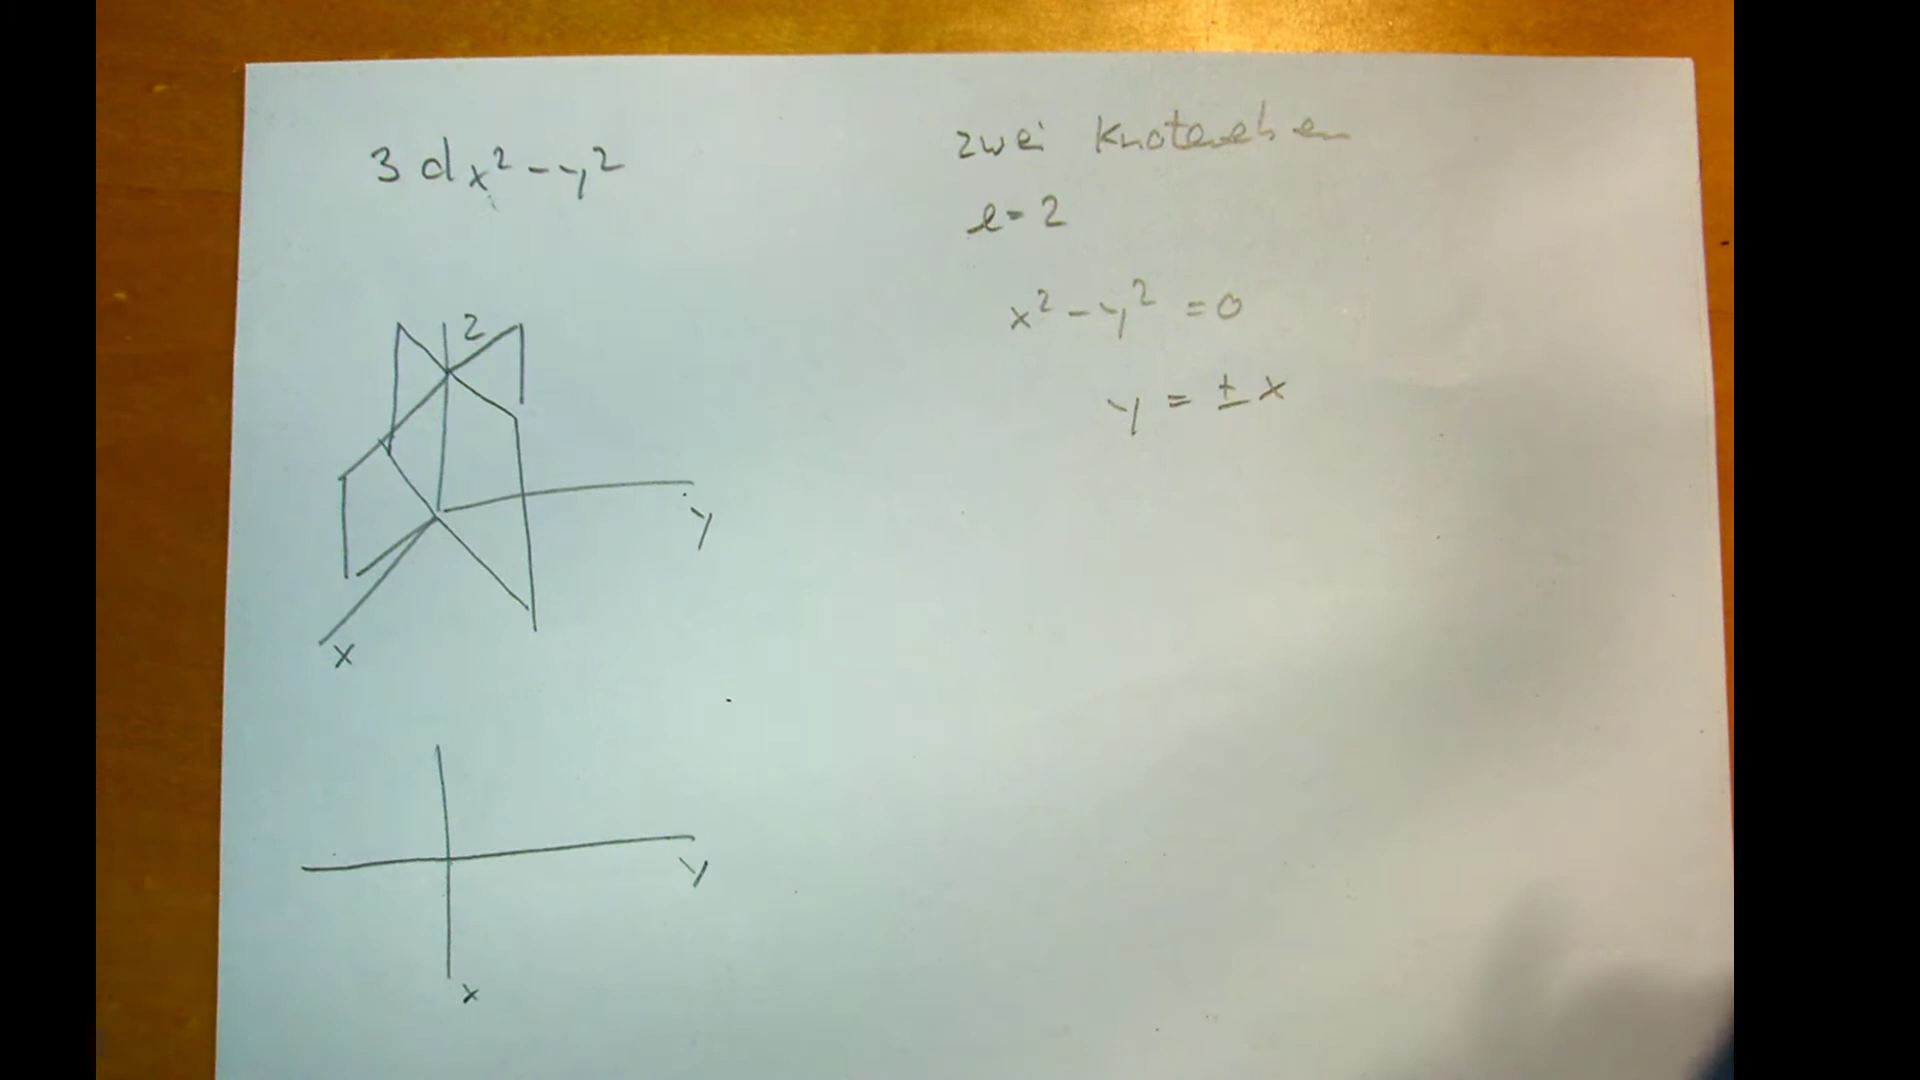 3 d x² - y²
zwei Knotenebenen
l = 2
x² - y² = 0
y = ± x
z
y
x
y
x